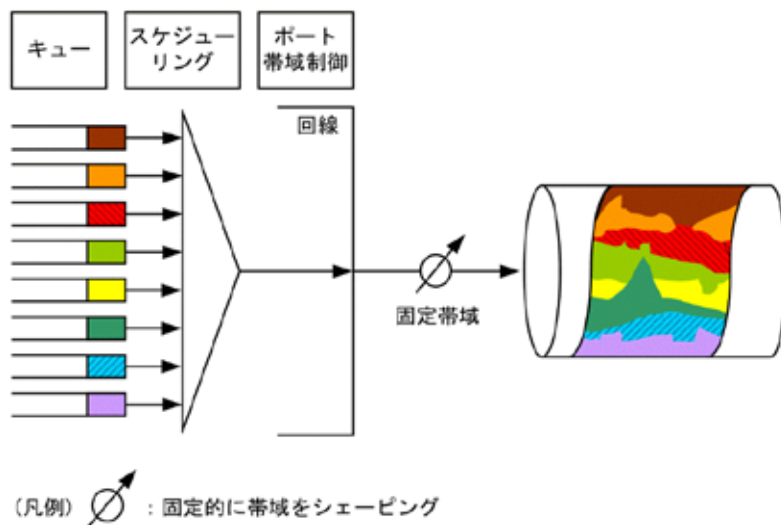 キュー
スケジュー
リング
ポート
帯域制御
回線
固定帯域
(凡例)
：固定的に帯域をシェーピング